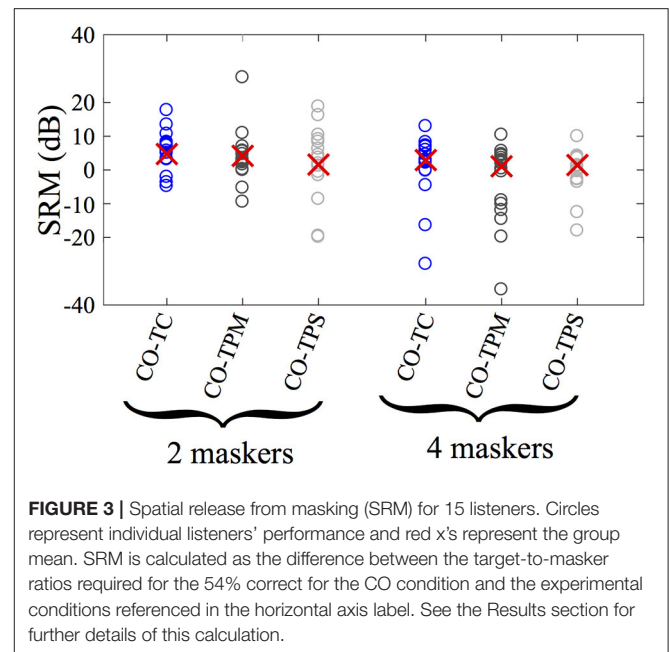 40
20
10
0
-10
-20
-40
SRM (dB)
CO-TC
CO-TPM
CO-TPS
CO-TC
CO-TPM
CO-TPS
2 maskers
4 maskers
FIGURE 3 | Spatial release from masking (SRM) for 15 listeners. Circles
represent individual listeners' performance and red x's represent the group
mean. SRM is calculated as the difference between the target-to-masker
ratios required for the 54% correct for the CO condition and the experimental
conditions referenced in the horizontal axis label. See the Results section for
further details of this calculation.